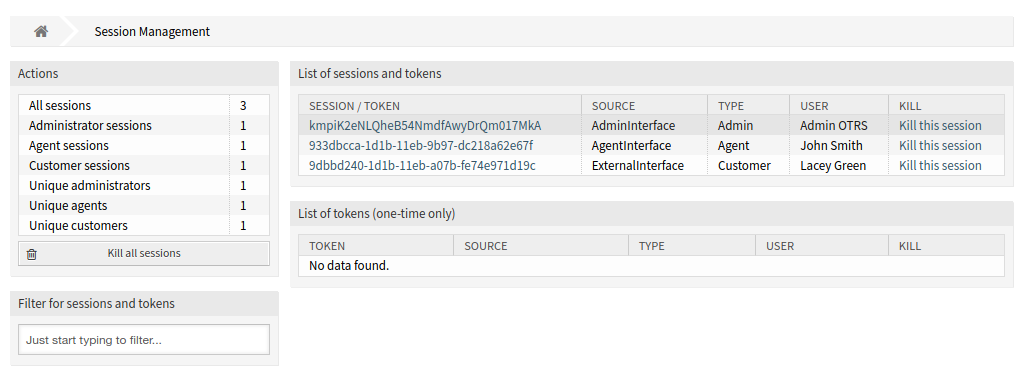 Session Management
Actions
All sessions 3
Administrator sessions 1
Agent sessions 1
Customer sessions 1
Unique administrators 1
Unique agents 1
Unique customers 1
Kill all sessions
Filter for sessions and tokens
Just start typing to filter...
List of sessions and tokens
SESSION / TOKEN SOURCE TYPE USER KILL
kmpiK2eNLQheB54NmdfAwyDrQm017MkA AdminInterface Admin Admin OTRS Kill this session
933dbcca-1d1b-11eb-9b97-dc218a62e67f AgentInterface Agent John Smith Kill this session
9dbbd240-1d1b-11eb-a07b-fe74e971d19c ExternalInterface Customer Lacey Green Kill this session
List of tokens (one-time only)
TOKEN SOURCE TYPE USER KILL
No data found.